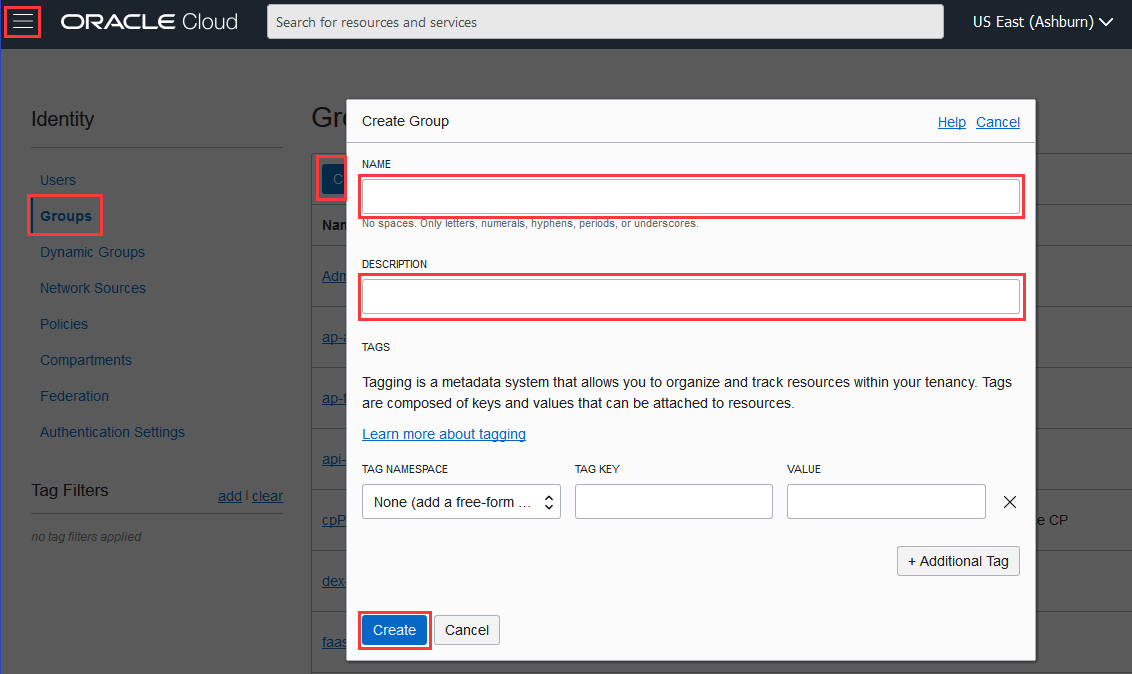 ORACLE Cloud
Search for resources and services
US East (Ashburn)
Identity
Users
Groups
Dynamic Groups
Network Sources
Policies
Compartments
Federation
Authentication Settings
Tag Filters
add | clear
no tag filters applied
Gr
C
Nam
Adm
ap-a
ap-f
api-
cpP
dex-
faas
e CP
Create Group
Help Cancel
NAME
No spaces. Only letters, numerals, hyphens, periods, or underscores.
DESCRIPTION
TAGS
Tagging is a metadata system that allows you to organize and track resources within your tenancy. Tags
are composed of keys and values that can be attached to resources.
Learn more about tagging
TAG NAMESPACE TAG KEY VALUE
None (add a free-form ...
+ Additional Tag
Create Cancel